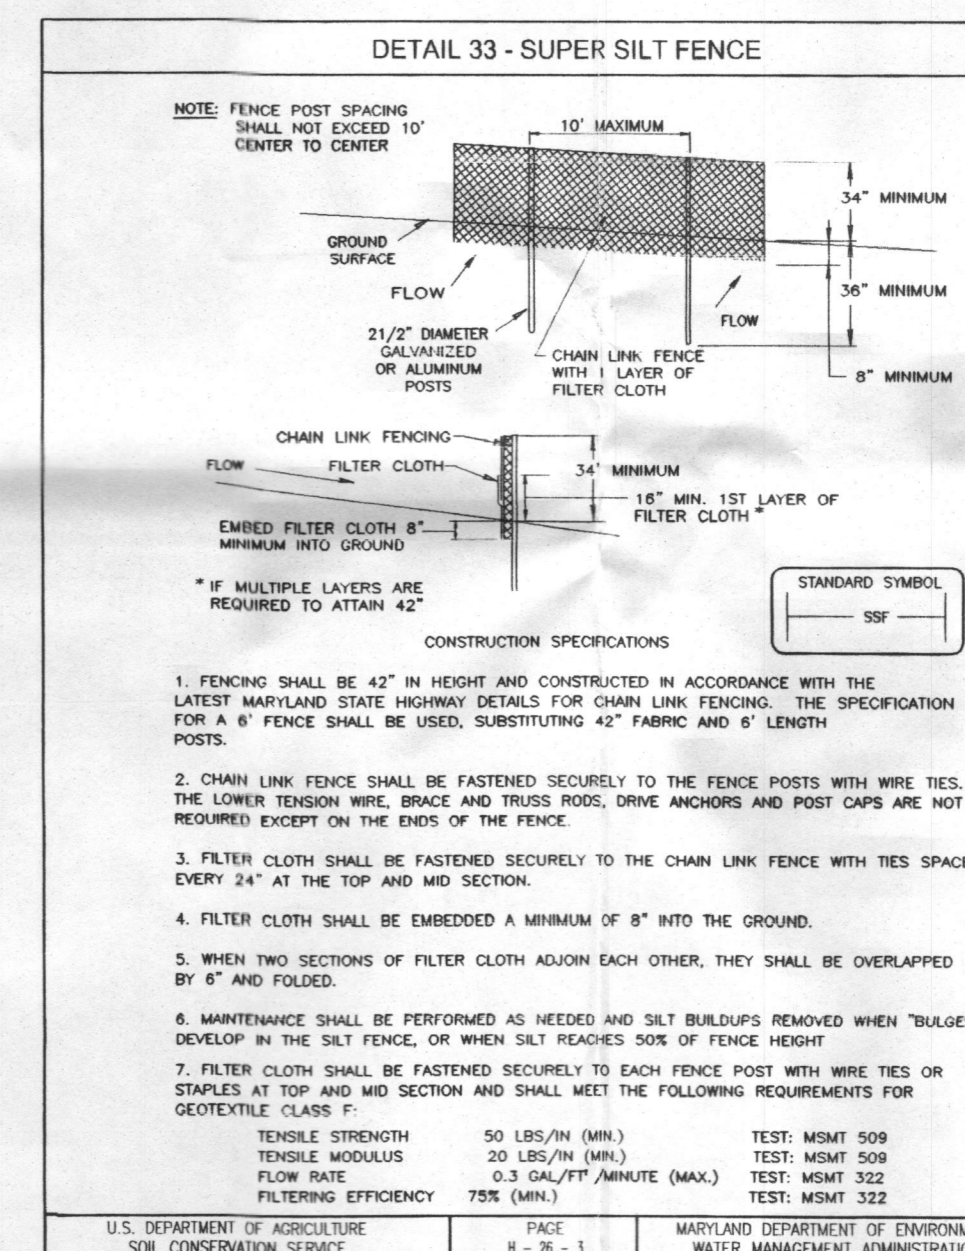 DETAIL 33 - SUPER SILT FENCE
NOTE: FENCE POST SPACING
SHALL NOT EXCEED 10'
CENTER TO CENTER
10' MAXIMUM
34" MINIMUM
GROUND
SURFACE
FLOW
36" MINIMUM
FLOW
21/2" DIAMETER
GALVANIZED
OR ALUMINUM
POSTS
CHAIN LINK FENCE
WITH 1 LAYER OF
FILTER CLOTH
8" MINIMUM
CHAIN LINK FENCING
FLOW
FILTER CLOTH
34' MINIMUM
16" MIN. 1ST LAYER OF
FILTER CLOTH *
EMBED FILTER CLOTH 8"
MINIMUM INTO GROUND
* IF MULTIPLE LAYERS ARE
REQUIRED TO ATTAIN 42"
STANDARD SYMBOL
SSF
CONSTRUCTION SPECIFICATIONS
1. FENCING SHALL BE 42" IN HEIGHT AND CONSTRUCTED IN ACCORDANCE WITH THE
LATEST MARYLAND STATE HIGHWAY DETAILS FOR CHAIN LINK FENCING. THE SPECIFICATION
FOR A 6' FENCE SHALL BE USED, SUBSTITUTING 42" FABRIC AND 6' LENGTH
POSTS.
2. CHAIN LINK FENCE SHALL BE FASTENED SECURELY TO THE FENCE POSTS WITH WIRE TIES.
THE LOWER TENSION WIRE, BRACE AND TRUSS RODS, DRIVE ANCHORS AND POST CAPS ARE NOT
REQUIRED EXCEPT ON THE ENDS OF THE FENCE.
3. FILTER CLOTH SHALL BE FASTENED SECURELY TO THE CHAIN LINK FENCE WITH TIES SPACE
EVERY 24" AT THE TOP AND MID SECTION.
4. FILTER CLOTH SHALL BE EMBEDDED A MINIMUM OF 8" INTO THE GROUND.
5. WHEN TWO SECTIONS OF FILTER CLOTH ADJOIN EACH OTHER, THEY SHALL BE OVERLAPPED
BY 6" AND FOLDED.
6. MAINTENANCE SHALL BE PERFORMED AS NEEDED AND SILT BUILDUPS REMOVED WHEN "BULGE
DEVELOP IN THE SILT FENCE, OR WHEN SILT REACHES 50% OF FENCE HEIGHT
7. FILTER CLOTH SHALL BE FASTENED SECURELY TO EACH FENCE POST WITH WIRE TIES OR
STAPLES AT TOP AND MID SECTION AND SHALL MEET THE FOLLOWING REQUIREMENTS FOR
GEOTEXTILE CLASS F:
TENSILE STRENGTH 50 LBS/IN (MIN.) TEST: MSMT 509
TENSILE MODULUS 20 LBS/IN (MIN.) TEST: MSMT 509
FLOW RATE 0.3 GAL/FT' /MINUTE (MAX.) TEST: MSMT 322
FILTERING EFFICIENCY 75% (MIN.) TEST: MSMT 322
U.S. DEPARTMENT OF AGRICULTURE
SOIL CONSERVATION SERVICE
PAGE
H - 26 - 3
MARYLAND DEPARTMENT OF ENVIRONM
WATER MANAGEMENT ADMINISTRATIO